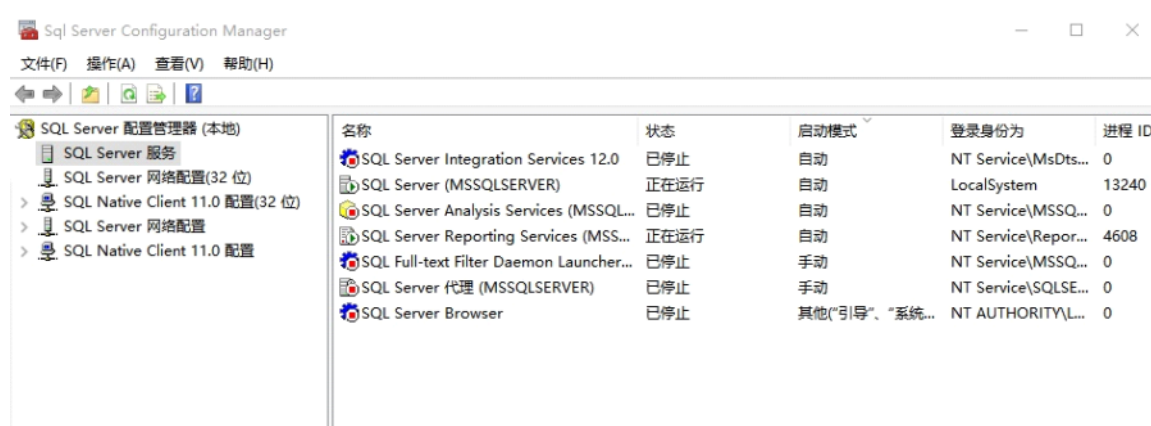 Sql Server Configuration Manager
文件(F) 操作(A) 查看(V) 帮助(H)
SQL Server 配置管理器 (本地)
SQL Server 服务
SQL Server 网络配置(32 位)
SQL Native Client 11.0 配置(32 位)
SQL Server 网络配置
SQL Native Client 11.0 配置
名称 状态 启动模式 登录身份为 进程 ID
SQL Server Integration Services 12.0 已停止 自动 NT Service\MsDts... 0
SQL Server (MSSQLSERVER) 正在运行 自动 LocalSystem 13240
SQL Server Analysis Services (MSSQL... 已停止 自动 NT Service\MSSQ... 0
SQL Server Reporting Services (MSS... 正在运行 自动 NT Service\Repor... 4608
SQL Full-text Filter Daemon Launcher... 已停止 手动 NT Service\MSSQ... 0
SQL Server 代理 (MSSQLSERVER) 已停止 手动 NT Service\SQLSE... 0
SQL Server Browser 已停止 其他("引导"、"系统... NT AUTHORITY\L... 0